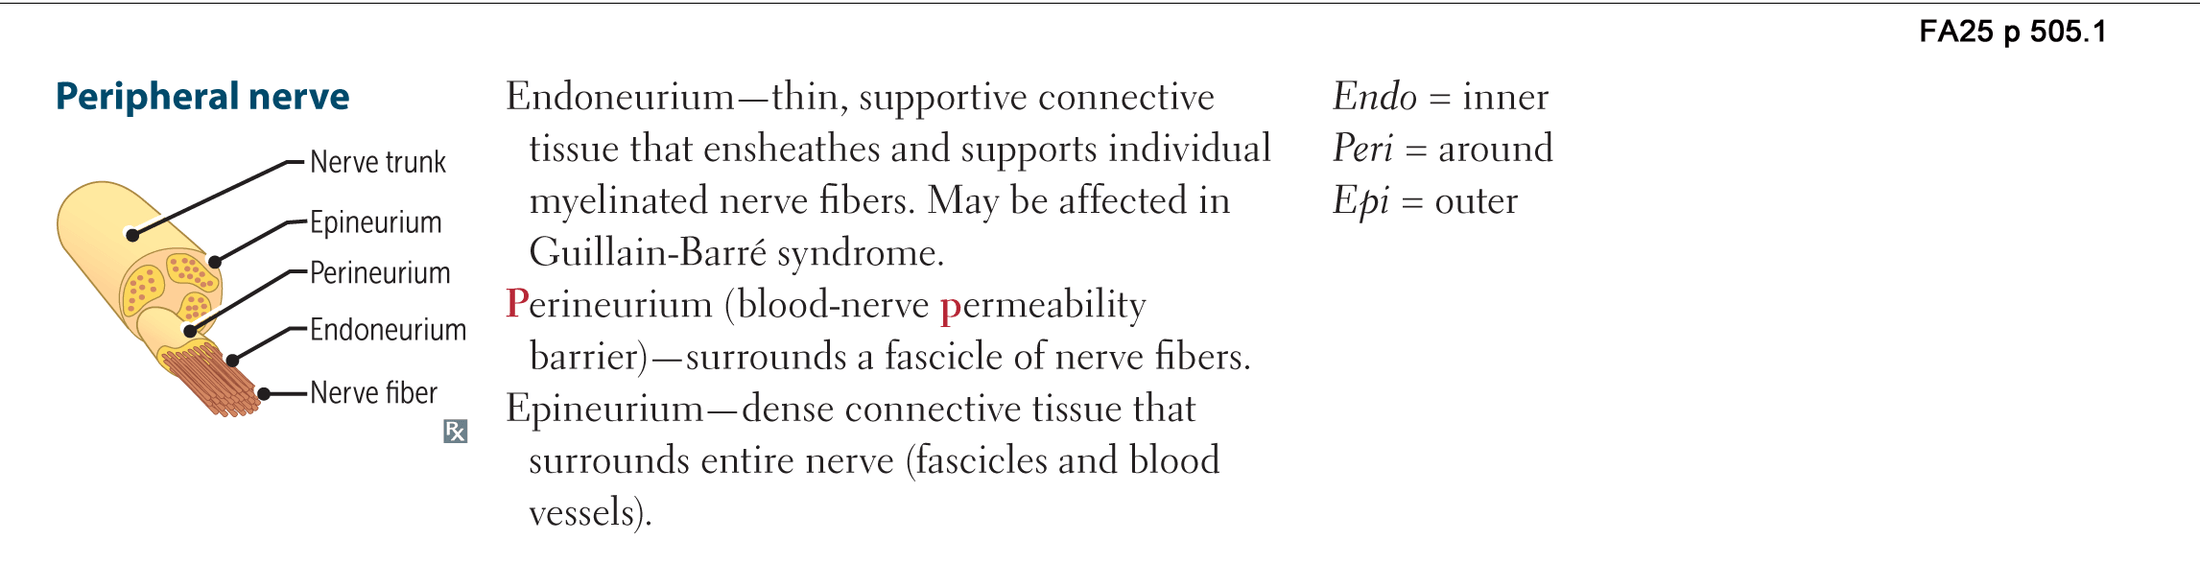 FA25 p 505.1
Peripheral nerve
Nerve trunk
Epineurium
Perineurium
Endoneurium
Nerve fiber
Rx
Endoneurium—thin, supportive connective
tissue that ensheathes and supports individual
myelinated nerve fibers. May be affected in
Guillain-Barré syndrome.
Perineurium (blood-nerve permeability
barrier)—surrounds a fascicle of nerve fibers.
Epineurium—dense connective tissue that
surrounds entire nerve (fascicles and blood
vessels).
Endo = inner
Peri = around
Epi = outer